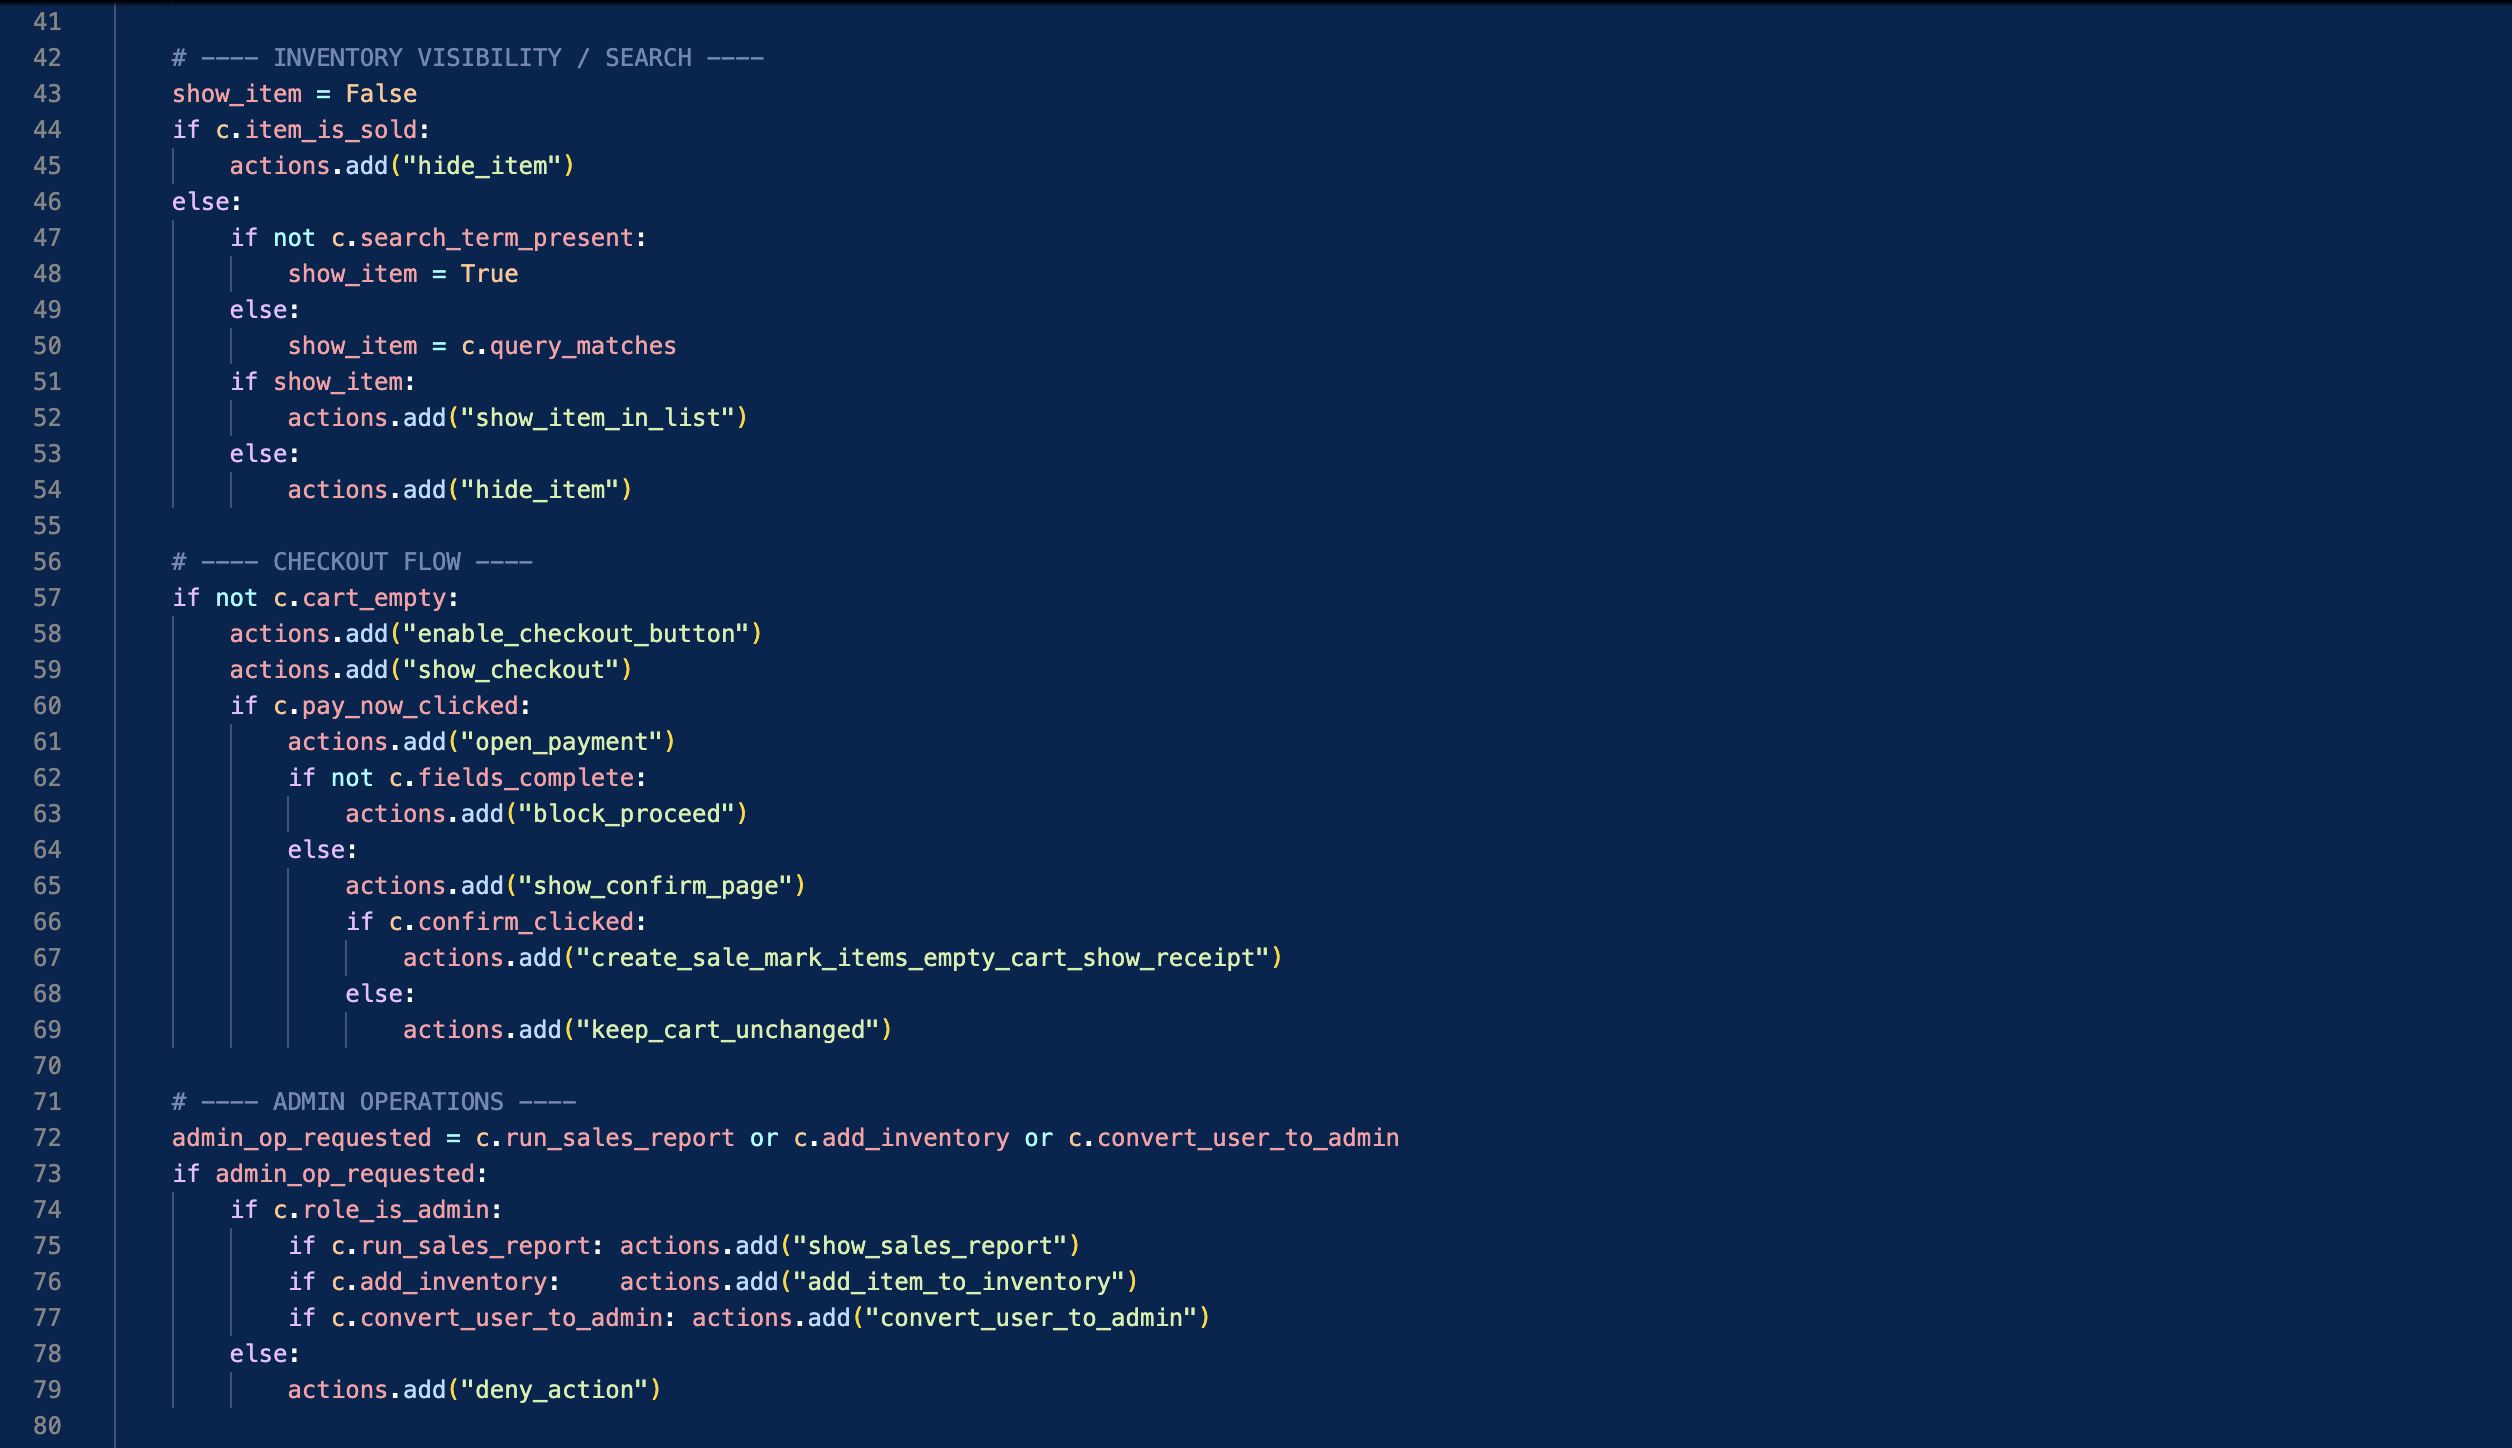 41
42 # ---- INVENTORY VISIBILITY / SEARCH ----
43 show_item = False
44 if c.item_is_sold:
45     actions.add("hide_item")
46 else:
47     if not c.search_term_present:
48         show_item = True
49     else:
50         show_item = c.query_matches
51     if show_item:
52         actions.add("show_item_in_list")
53     else:
54         actions.add("hide_item")
55
56 # ---- CHECKOUT FLOW ----
57 if not c.cart_empty:
58     actions.add("enable_checkout_button")
59     actions.add("show_checkout")
60     if c.pay_now_clicked:
61         actions.add("open_payment")
62         if not c.fields_complete:
63             actions.add("block_proceed")
64         else:
65             actions.add("show_confirm_page")
66             if c.confirm_clicked:
67                 actions.add("create_sale_mark_items_empty_cart_show_receipt")
68             else:
69                 actions.add("keep_cart_unchanged")
70
71 # ---- ADMIN OPERATIONS ----
72 admin_op_requested = c.run_sales_report or c.add_inventory or c.convert_user_to_admin
73 if admin_op_requested:
74     if c.role_is_admin:
75         if c.run_sales_report: actions.add("show_sales_report")
76         if c.add_inventory:    actions.add("add_item_to_inventory")
77         if c.convert_user_to_admin: actions.add("convert_user_to_admin")
78     else:
79         actions.add("deny_action")
80